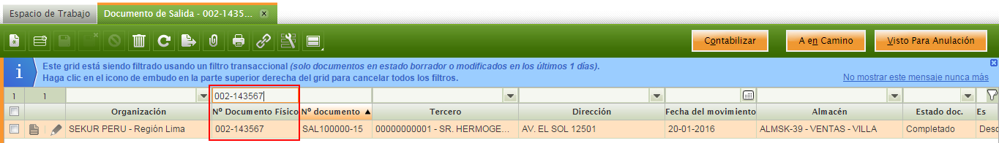 Espacio de Trabajo Documento de Salida - 002-1435...
Contabilizar A en Camino Visto Para Anulación
Este grid está siendo filtrado usando un filtro transaccional (solo documentos en estado borrador o modificados en los últimos 1 días).
Haga clic en el icono de embudo en la parte superior derecha del grid para cancelar todos los filtros.
No mostrare este mensaje nunca más
1 1 002-143567
Organización Nº Documento Físico Nº documento Tercero Dirección Fecha del movimiento Almacén Estado doc. Es
SEKUR PERU - Región Lima 002-143567 SAL100000-15 00000000001 - SR. HERMOGE... AV. EL SOL 12501 20-01-2016 ALMSK-39 - VENTAS - VILLA Completado Desc